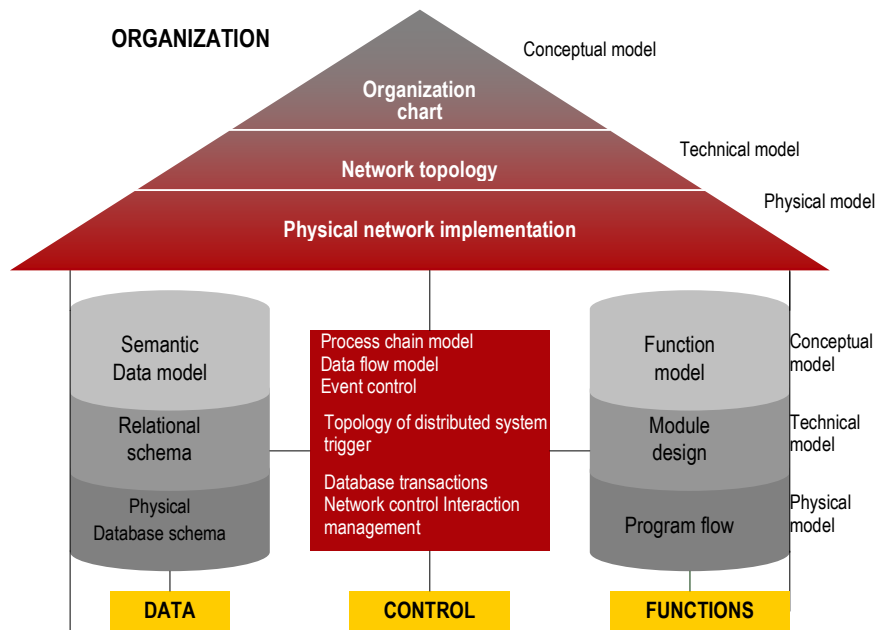 ORGANIZATION
Conceptual model
Organization
chart
Technical model
Network topology
Physical model
Physical network implementation
Semantic
Data model
Relational
schema
Physical
Database schema
Process chain model
Data flow model
Event control
Topology of distributed system
trigger
Database transactions
Network control Interaction
management
Function
model
Module
design
Program flow
Conceptual
model
Technical
model
Physical
model
DATA
CONTROL
FUNCTIONS